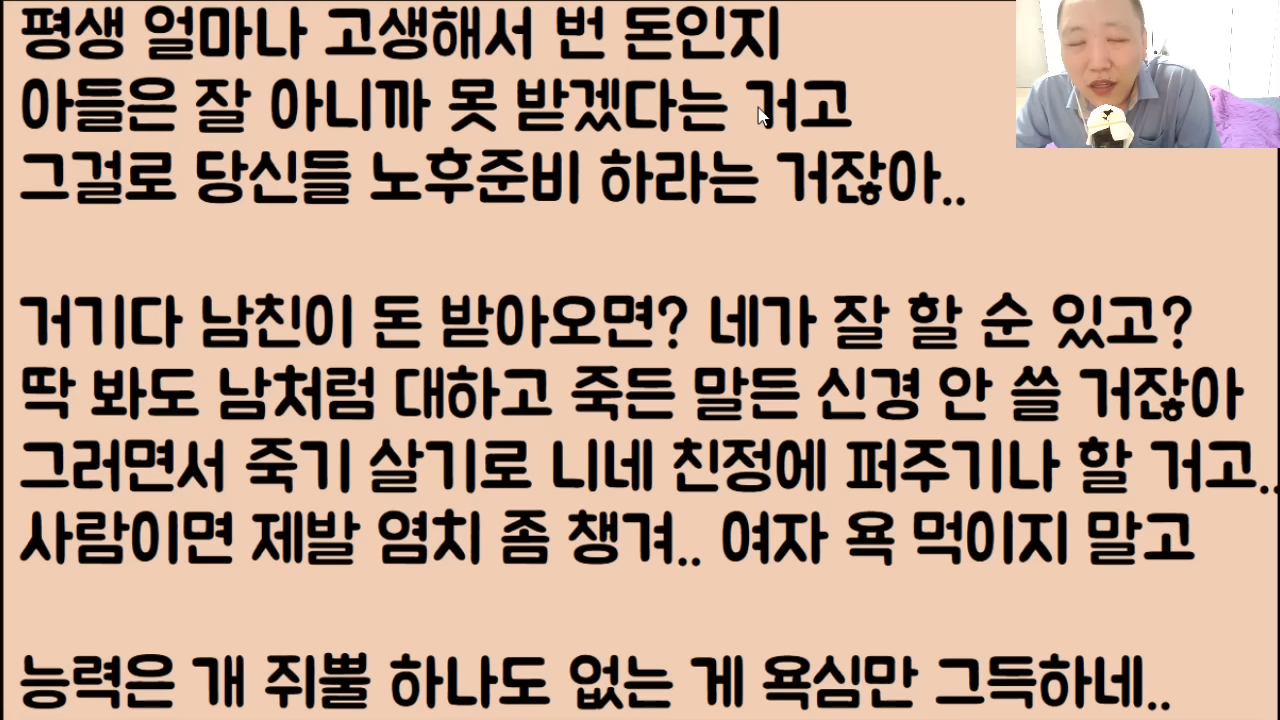 평생 얼마나 고생해서 번 돈인지
아들은 잘 아니까 못 받겠다는 거고
그걸로 당신들 노후준비 하라는 거잖아..
거기다 남친이 돈 받아오면? 네가 잘 할 순 있고?
딱 봐도 남처럼 대하고 죽든 말든 신경 안 쓸 거잖아
그러면서 죽기 살기로 니네 친정에 퍼주기나 할 거고..
사람이면 제발 염치 좀 챙겨.. 여자 욕 먹이지 말고
능력은 개 쥐뿔 하나도 없는 게 욕심만 그득하네..